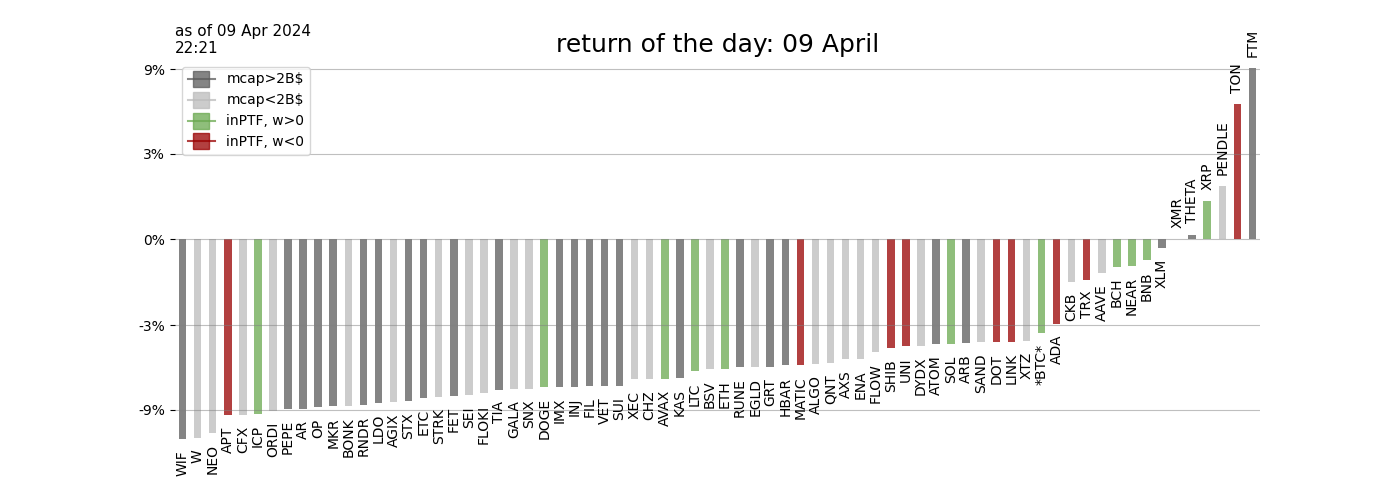 as of 09 Apr 2024
22:21
return of the day: 09 April
mcap>2B$
mcap<2B$
inPTF, w>0
inPTF, w<0
9%
3%
0%
-3%
-9%
WIF
W
NEO
APT
CFX
ICP
ORDI
PEPE
AR
OP
MKR
BONK
RNDR
LDO
AGIX
STX
ETC
STRK
FET
SEI
FLOKI
TIA
GALA
SNX
DOGE
IMX
INJ
FIL
VET
SUI
XEC
CHZ
AVAX
KAS
LTC
BSV
ETH
RUNE
EGLD
GRT
HBAR
MATIC
ALGO
QNT
AXS
ENA
FLOW
SHIB
UNI
DYDX
ATOM
SOL
ARB
SAND
DOT
LINK
XTZ
*BTC*
ADA
CKB
TRX
AAVE
BCH
NEAR
BNB
XLM
XMR
THETA
XRP
PENDLE
TON
FTM